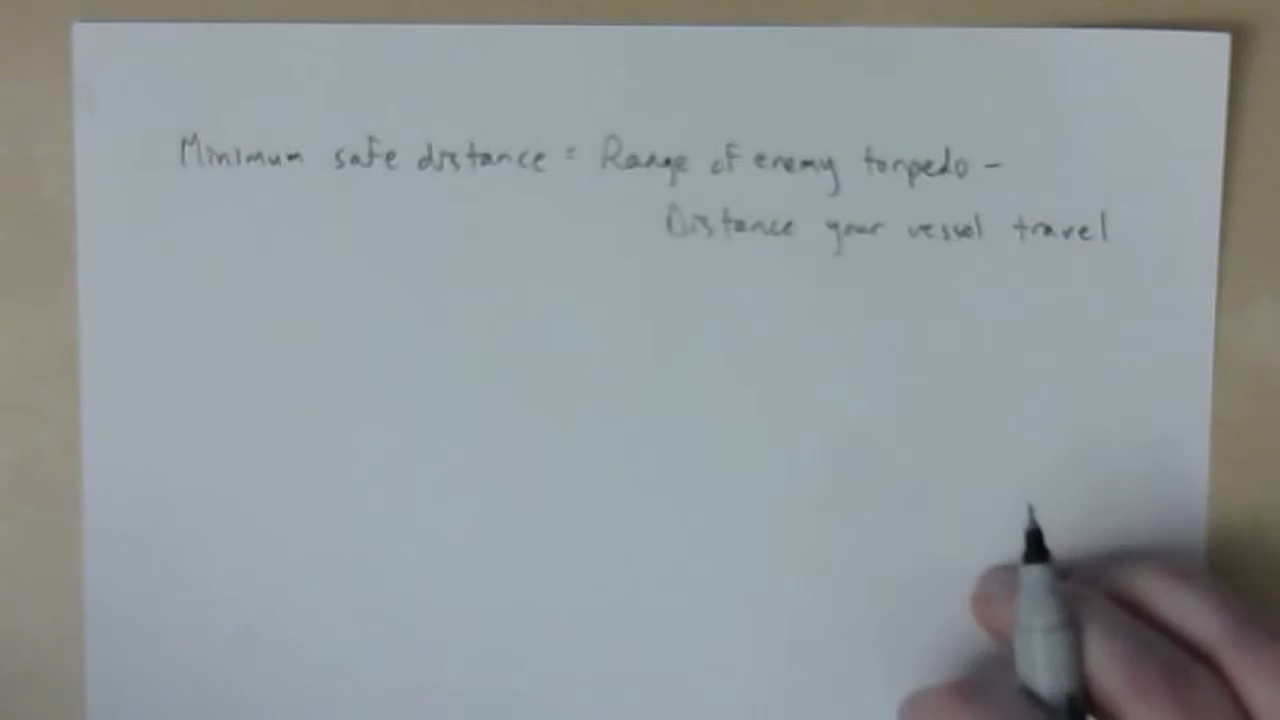 Minimum safe distance = Range of enemy torpedo -
Distance your vessel travel